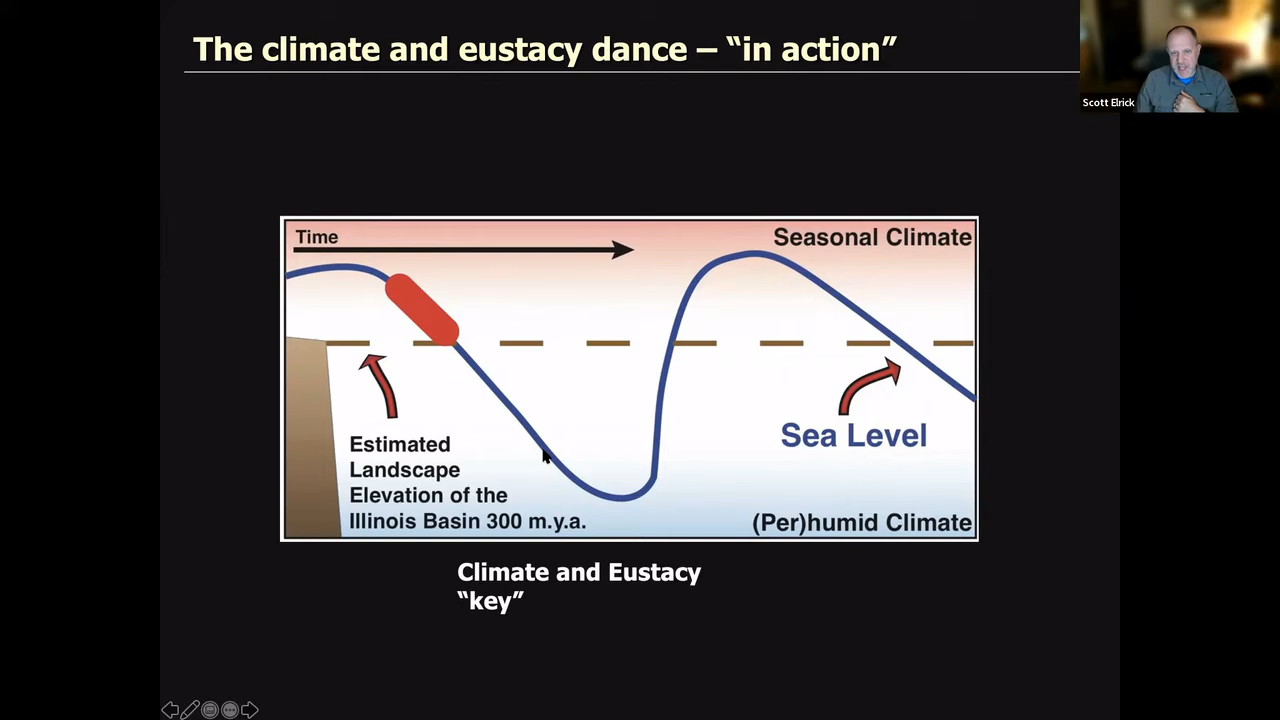 The climate and eustacy dance – “in action”
Scott Elrick
Time
Seasonal Climate
Estimated
Landscape
Elevation of the
Illinois Basin 300 m.y.a.
Sea Level
(Per)humid Climate
Climate and Eustacy
“key”